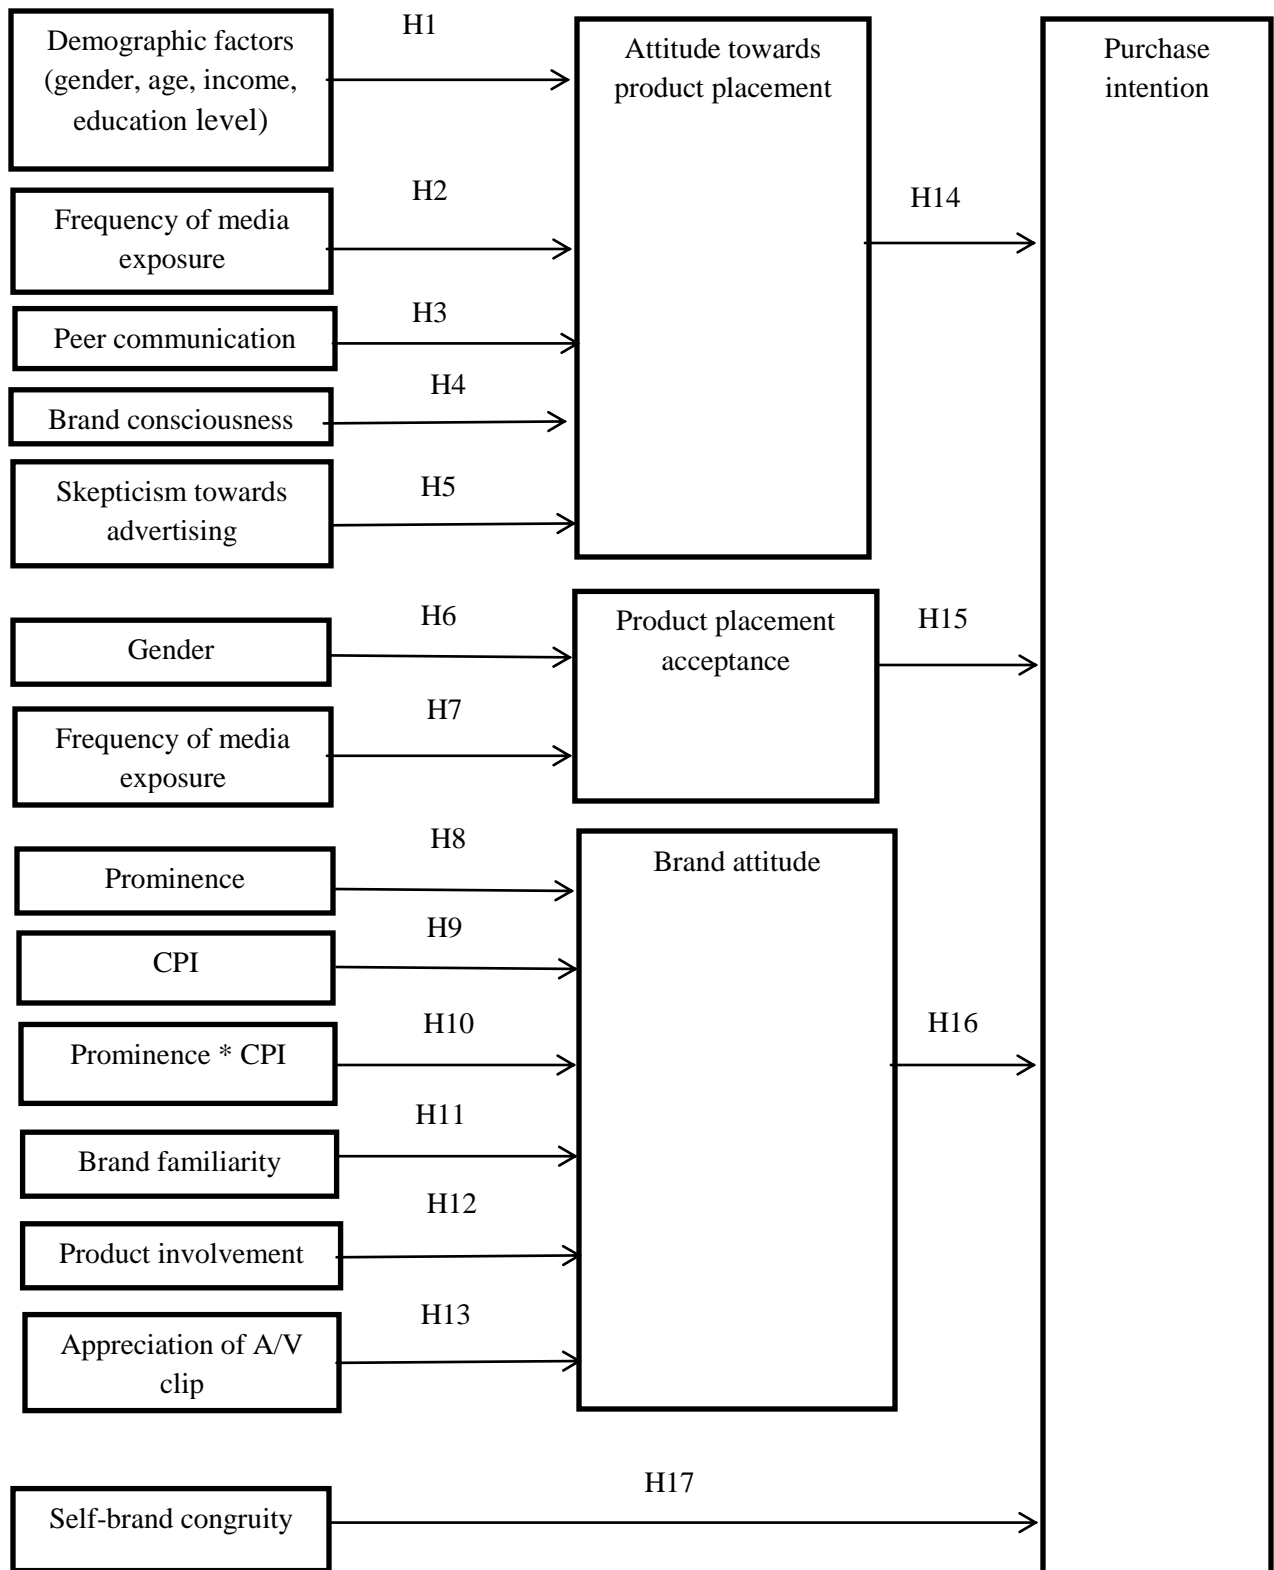 H1
Demographic factors
(gender, age, income,
education level)
Attitude towards
product placement
Purchase
intention
H2
Frequency of media
exposure
H14
H3
Peer communication
H4
Brand consciousness
H5
Skepticism towards
advertising
H6
Gender
Product placement
acceptance
H15
H7
Frequency of media
exposure
H8
Prominence
Brand attitude
H9
CPI
H10
Prominence * CPI
H16
H11
Brand familiarity
H12
Product involvement
H13
Appreciation of A/V
clip
H17
Self-brand congruity